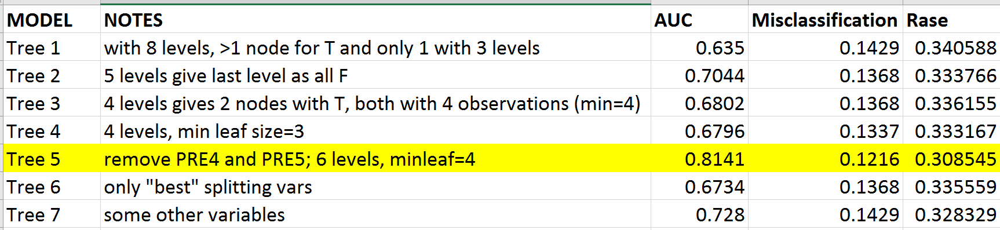 MODEL NOTES AUC Misclassification Rase
Tree 1 with 8 levels, >1 node for T and only 1 with 3 levels 0.635 0.1429 0.340588
Tree 2 5 levels give last level as all F 0.7044 0.1368 0.333766
Tree 3 4 levels gives 2 nodes with T, both with 4 observations (min=4) 0.6802 0.1368 0.336155
Tree 4 4 levels, min leaf size=3 0.6796 0.1337 0.333167
Tree 5 remove PRE4 and PRE5; 6 levels, minleaf=4 0.8141 0.1216 0.308545
Tree 6 only "best" splitting vars 0.6734 0.1368 0.335559
Tree 7 some other variables 0.728 0.1429 0.328329